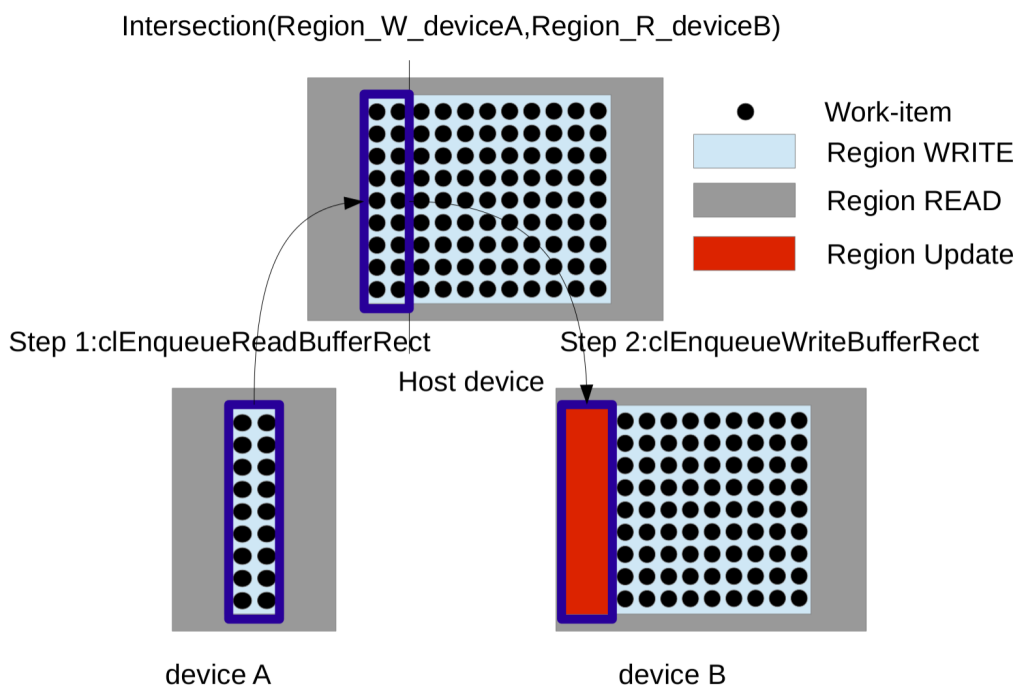 Intersection(Region_W_deviceA,Region_R_deviceB)
Work-item
Region WRITE
Region READ
Region Update
Step 1:clEnqueueReadBufferRect
Step 2:clEnqueueWriteBufferRect
Host device
device A
device B